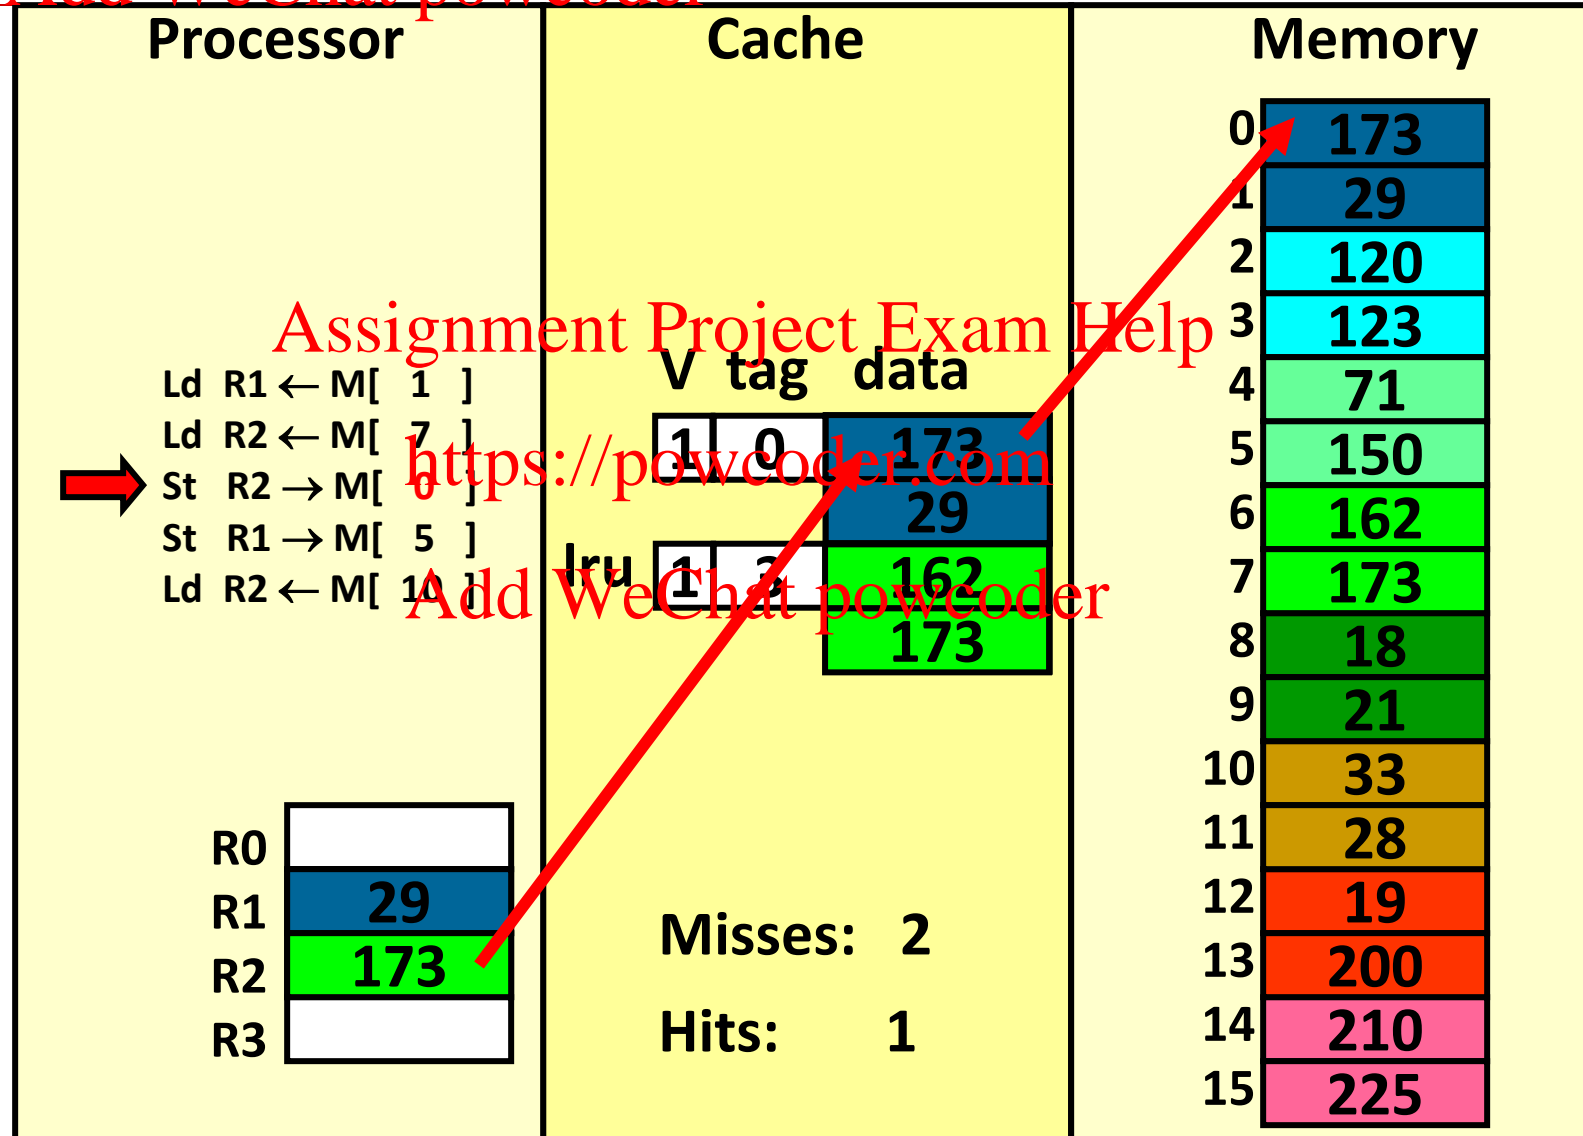 Add WeChat powcoder
Processor
Ld R1 ← M[ 1 ]
Ld R2 ← M[ 7 ]
St R2 → M[ 0 ]
St R1 → M[ 5 ]
Ld R2 ← M[ 10 ]
R0
R1 29
R2 173
R3
Cache
Assignment Project Exam Help
V tag data
1 0 173
https://powcoder.com
29
lru 1 3 162
Add WeChat powcoder
173
Misses: 2
Hits: 1
Memory
0 173
1 29
2 120
3 123
4 71
5 150
6 162
7 173
8 18
9 21
10 33
11 28
12 19
13 200
14 210
15 225